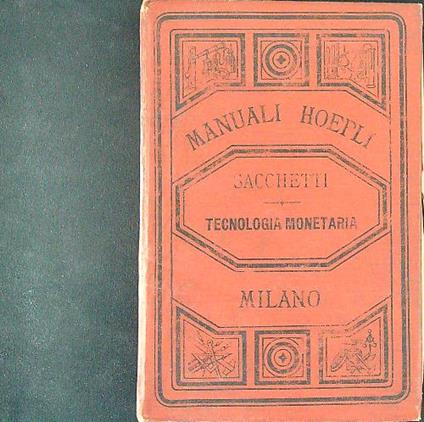 MANUALI HOEPLI
SACCHETTI
TECNOLOGIA MONETARIA
MILANO